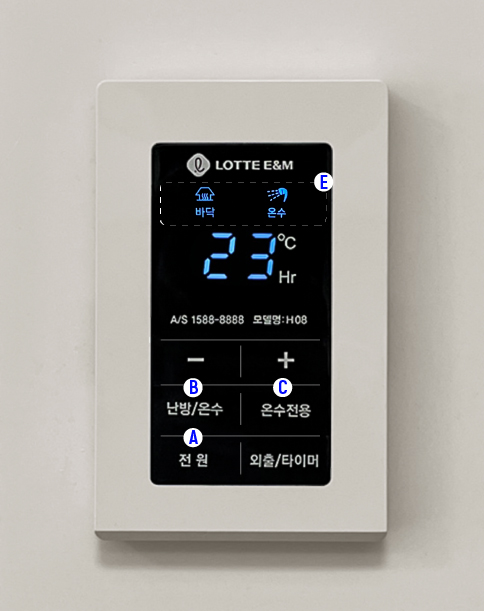 LOTTE E&M
E
바닥 온수
23 °C
Hr
A/S 1588-8888 모델명:H08
− +
B C
난방/온수 온수전용
A
전 원 외출/타이머